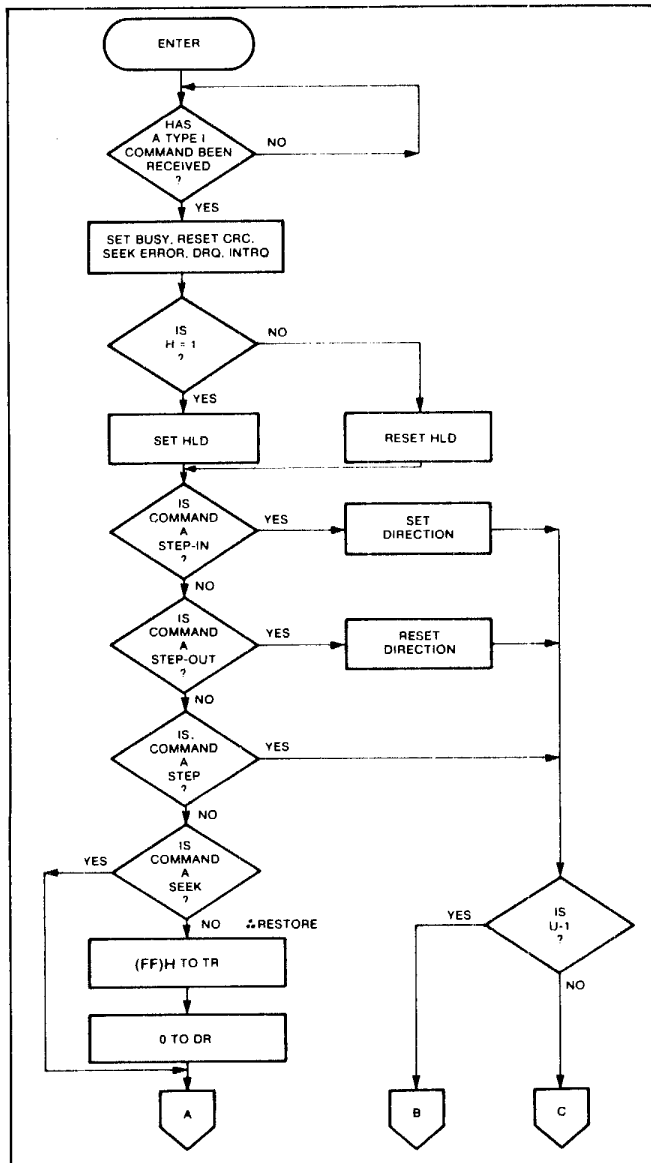 ENTER
HAS
A TYPE I
COMMAND BEEN
RECEIVED
?
NO
YES
SET BUSY, RESET CRC,
SEEK ERROR, DRQ, INTRQ
IS
H = 1
?
NO
YES
SET HLD
RESET HLD
IS
COMMAND
A
STEP-IN
?
YES
SET
DIRECTION
NO
IS
COMMAND
A
STEP-OUT
?
YES
RESET
DIRECTION
NO
IS.
COMMAND
A
STEP
?
YES
NO
IS
COMMAND
A
SEEK
?
YES
NO ∴RESTORE
IS
U-1
?
YES
NO
(FF)H TO TR
0 TO DR
A
B
C